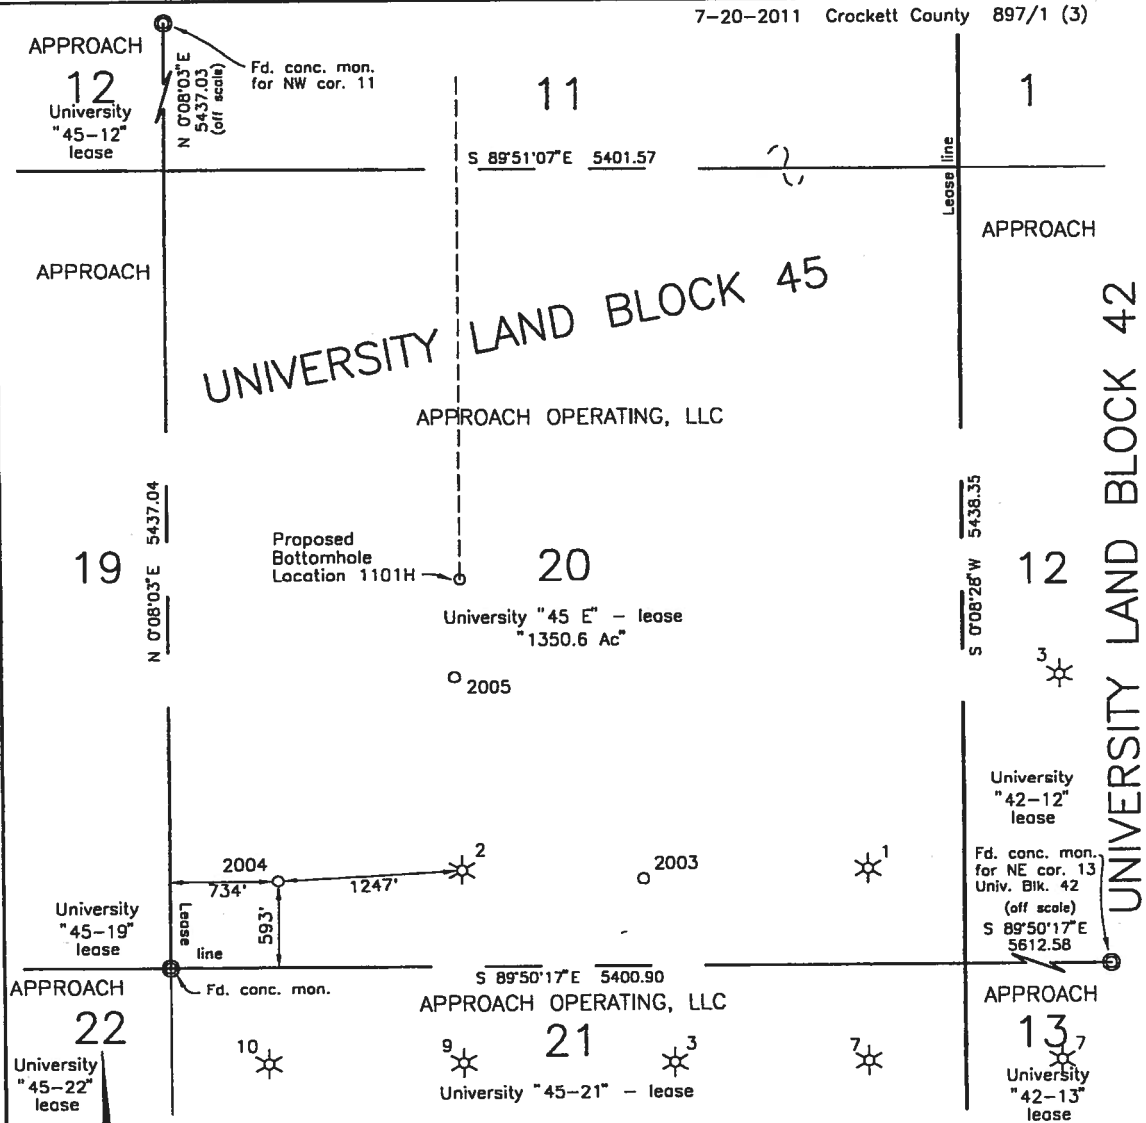 7-20-2011 Crockett County 897/1 (3)
APPROACH
12
University
"45-12"
lease
N 0°08'03"E
5437.03
(off scale)
Fd. conc. mon.
for NW cor. 11
11
1
S 89°51'07"E 5401.57
Lease line
APPROACH
APPROACH
UNIVERSITY LAND BLOCK 45
UNIVERSITY LAND BLOCK 42
APPROACH OPERATING, LLC
19
N 0°08'03"E 5437.04
Proposed
Bottomhole
Location 1101H
20
University "45 E" - lease
"1350.6 Ac"
S 0°08'28"W 5438.35
12
3
2005
University
"42-12"
lease
2004
734'
1247'
593'
2
2003
1
Fd. conc. mon.
for NE cor. 13
Univ. Blk. 42
(off scale)
S 89°50'17"E
5612.58
University
"45-19"
lease
Lease
line
Fd. conc. mon.
S 89°50'17"E 5400.90
APPROACH
22
University
"45-22"
lease
APPROACH OPERATING, LLC
21
10
9
3
7
University "45-21" - lease
APPROACH
13
7
University
"42-13"
lease